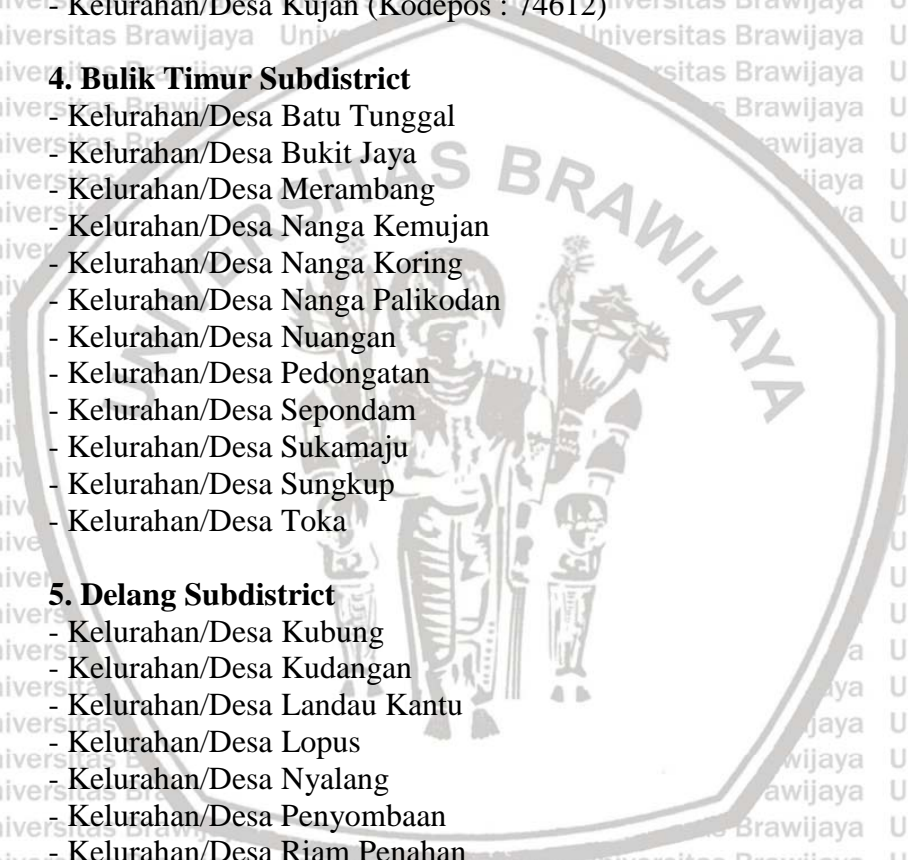 - Kelurahan/Desa Kujan (Kodepos : 74612)
4. Bulik Timur Subdistrict
- Kelurahan/Desa Batu Tunggal
- Kelurahan/Desa Bukit Jaya
- Kelurahan/Desa Merambang
- Kelurahan/Desa Nanga Kemujan
- Kelurahan/Desa Nanga Koring
- Kelurahan/Desa Nanga Palikodan
- Kelurahan/Desa Nuangan
- Kelurahan/Desa Pedongatan
- Kelurahan/Desa Sepondam
- Kelurahan/Desa Sukamaju
- Kelurahan/Desa Sungkup
- Kelurahan/Desa Toka
5. Delang Subdistrict
- Kelurahan/Desa Kubung
- Kelurahan/Desa Kudangan
- Kelurahan/Desa Landau Kantu
- Kelurahan/Desa Lopus
- Kelurahan/Desa Nyalang
- Kelurahan/Desa Penyombaan
- Kelurahan/Desa Riam Penahan
UNIVERSITAS BRAWIJAYA